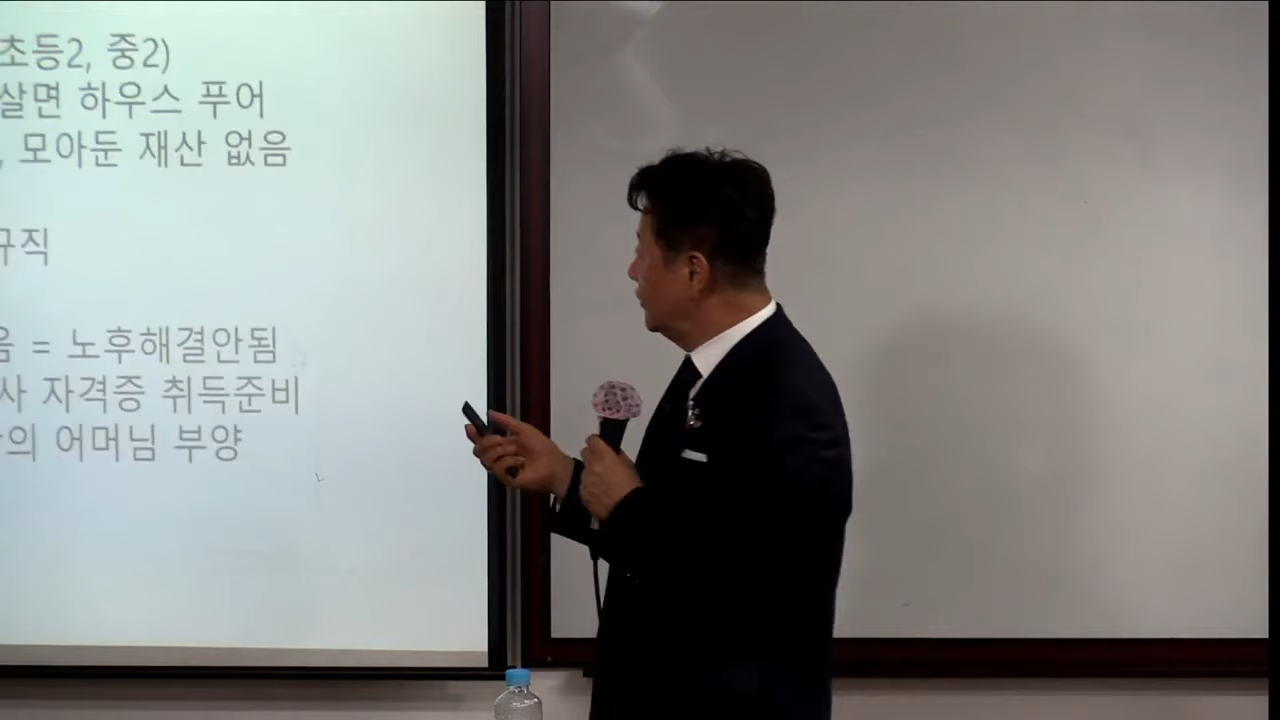 초등2, 중2)
살면 하우스 푸어
, 모아둔 재산 없음
규직
음 = 노후해결안됨
사 자격증 취득준비
의 어머님 부양